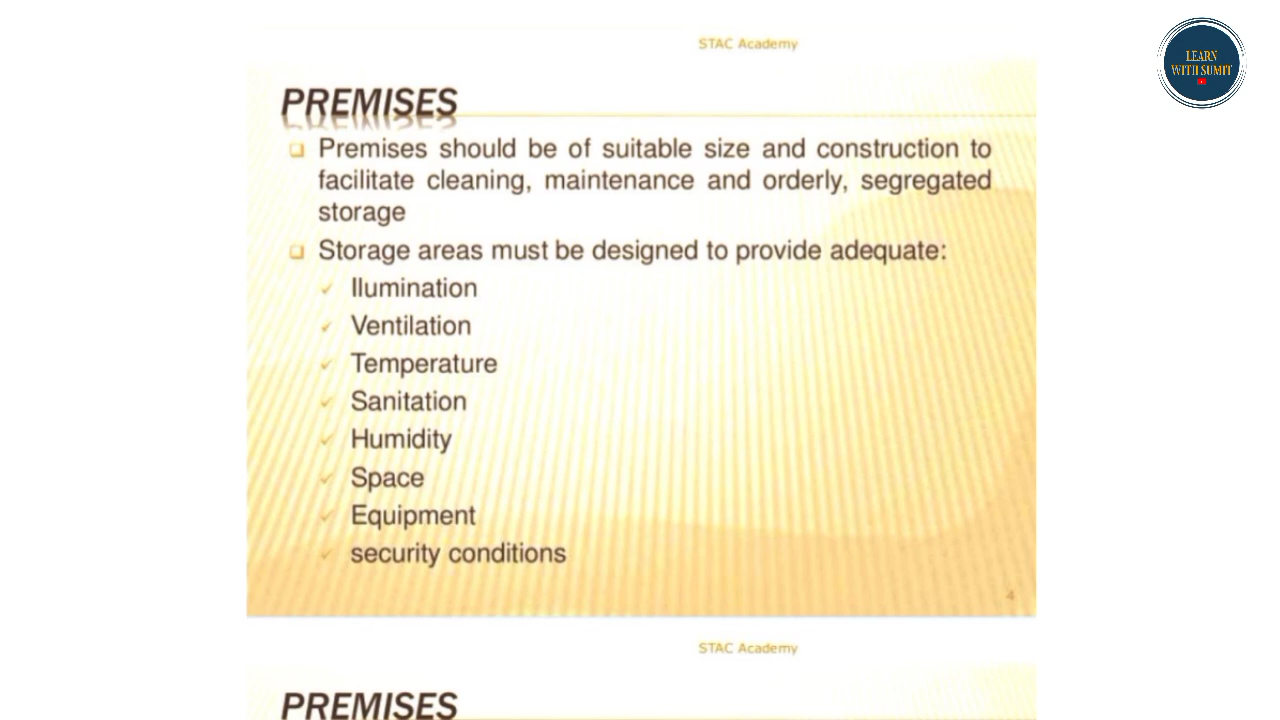 STAC Academy
LEARN
WITH SUMIT
PREMISES
Premises should be of suitable size and construction to
facilitate cleaning, maintenance and orderly, segregated
storage
Storage areas must be designed to provide adequate:
Ilumination
Ventilation
Temperature
Sanitation
Humidity
Space
Equipment
security conditions
4
STAC Academy
PREMISES